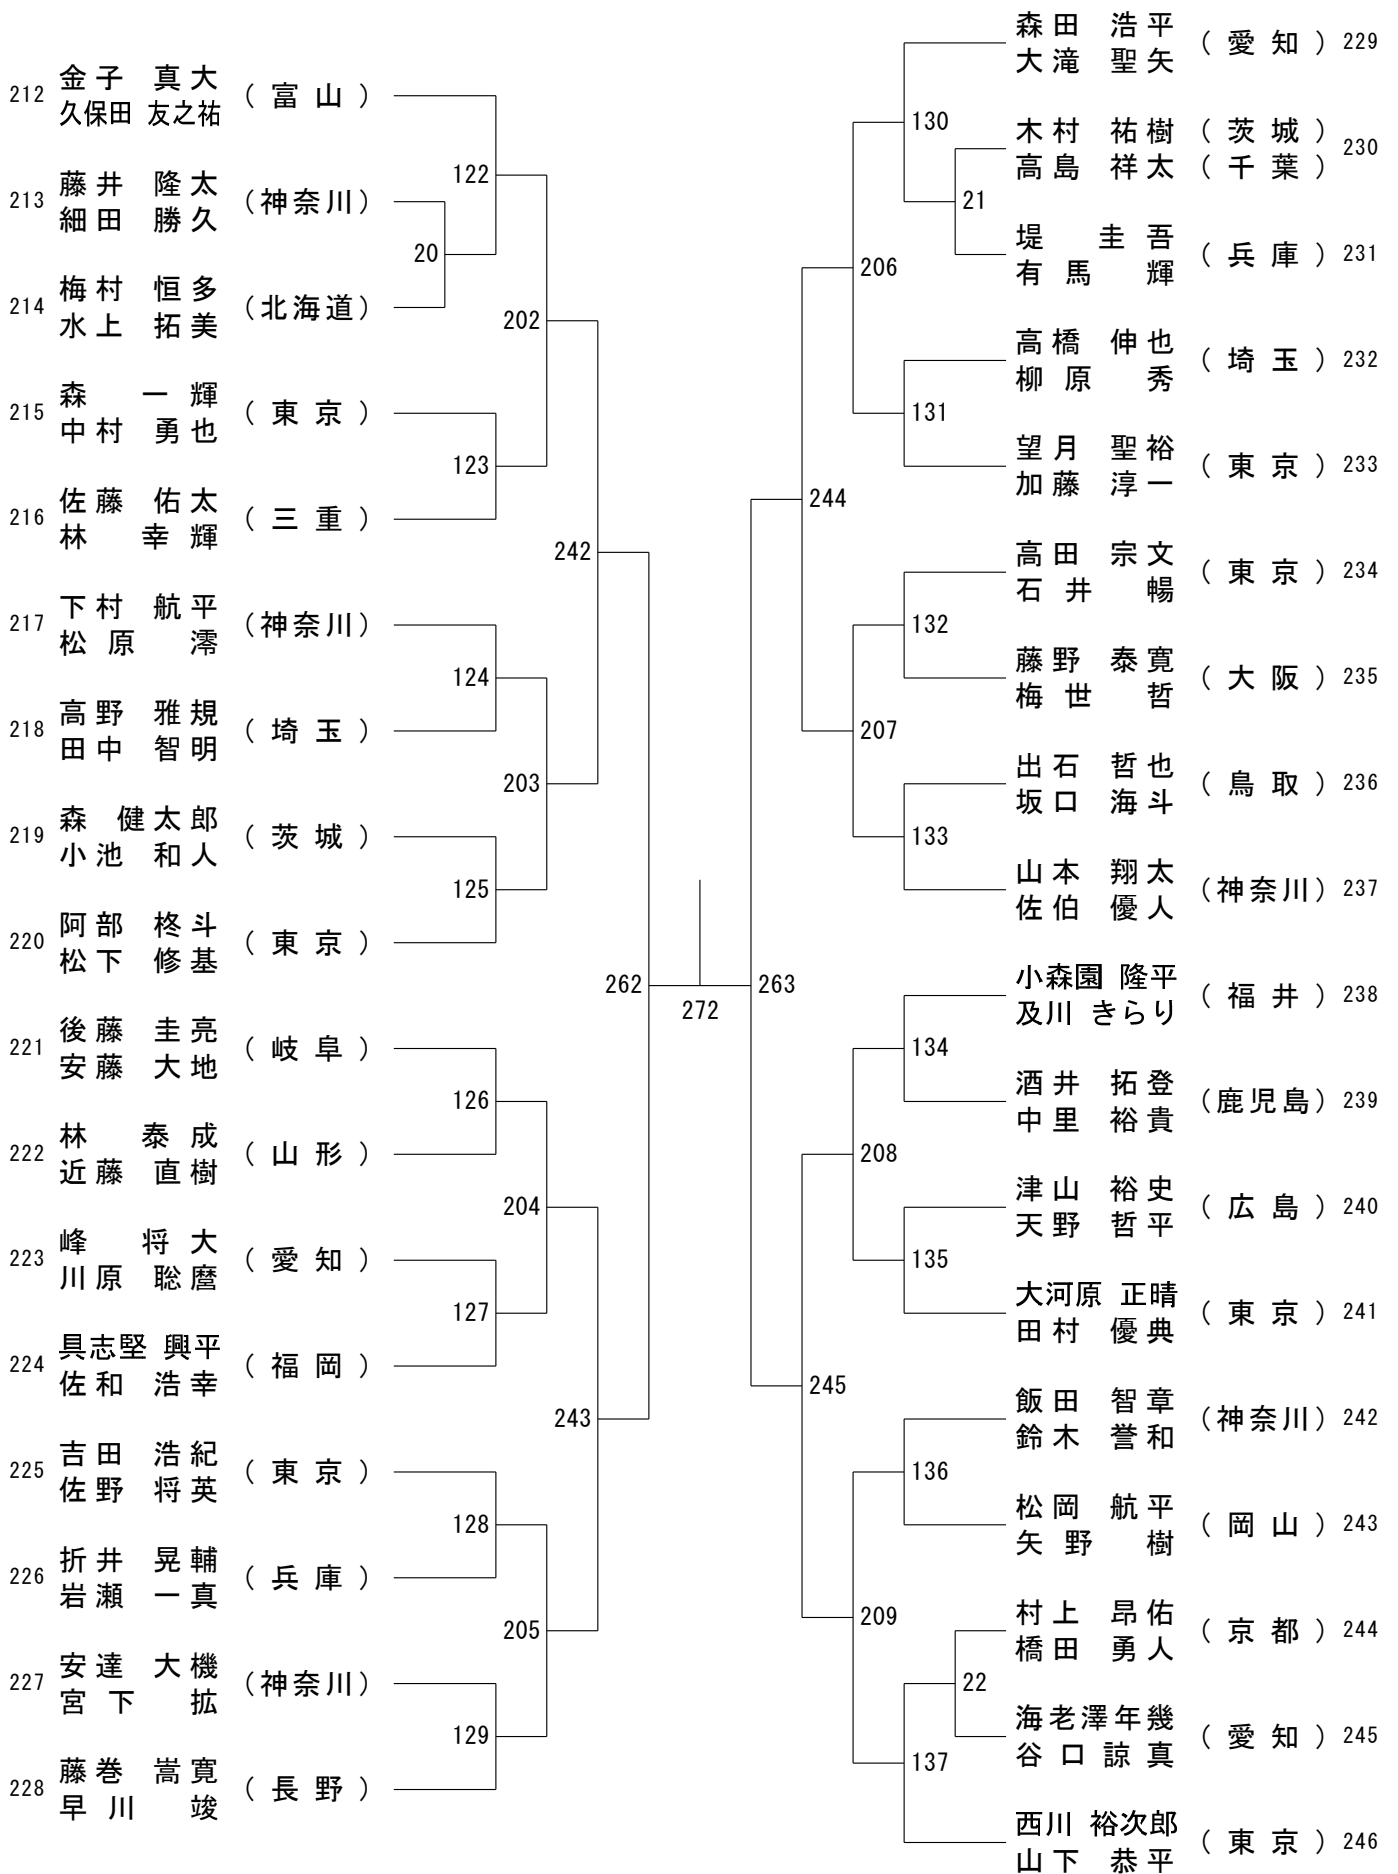 212 金子 真大 (富山)
久保田 友之祐
122
213 藤井 隆太 (神奈川)
細田 勝久
20
214 梅村 恒多 (北海道)
水上 拓美
202
215 森 一輝 (東京)
中村 勇也
123
216 佐藤 佑太 (三重)
林 幸輝
242
217 下村 航平 (神奈川)
松原 澪
124
218 高野 雅規 (埼玉)
田中 智明
203
219 森 健太郎 (茨城)
小池 和人
125
220 阿部 柊斗 (東京)
松下 修基
262
221 後藤 圭亮 (岐阜)
安藤 大地
126
222 林 泰成 (山形)
近藤 直樹
204
223 峰 将大 (愛知)
川原 聡麿
127
224 具志堅 興平 (福岡)
佐和 浩幸
243
225 吉田 浩紀 (東京)
佐野 将英
128
226 折井 晃輔 (兵庫)
岩瀬 一真
205
227 安達 大機 (神奈川)
宮下 拡
129
228 藤巻 嵩寛 (長野)
早川 竣
272
森田 浩平 (愛知) 229
大滝 聖矢
130
木村 祐樹 (茨城) 230
高島 祥太 (千葉)
21
堤 圭吾 (兵庫) 231
有馬 輝
206
高橋 伸也 (埼玉) 232
柳原 秀
131
望月 聖裕 (東京) 233
加藤 淳一
244
高田 宗文 (東京) 234
石井 暢
132
藤野 泰寛 (大阪) 235
梅世 哲
207
出石 哲也 (鳥取) 236
坂口 海斗
133
山本 翔太 (神奈川) 237
佐伯 優人
263
小森園 隆平 (福井) 238
及川 きらり
134
酒井 拓登 (鹿児島) 239
中里 裕貴
208
津山 裕史 (広島) 240
天野 哲平
135
大河原 正晴 (東京) 241
田村 優典
245
飯田 智章 (神奈川) 242
鈴木 誉和
136
松岡 航平 (岡山) 243
矢野 樹
209
村上 昂佑 (京都) 244
橋田 勇人
22
海老澤年幾 (愛知) 245
谷口諒真
137
西川 裕次郎 (東京) 246
山下 恭平